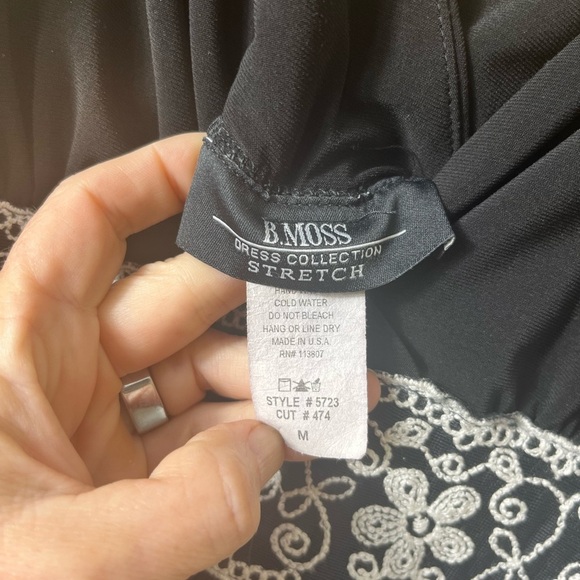 B.MOSS
DRESS COLLECTION
STRETCH
COLD WATER
DO NOT BLEACH
HANG OR LINE DRY
MADE IN U.S.A.
RN# 113807
STYLE # 5723
CUT # 474
M